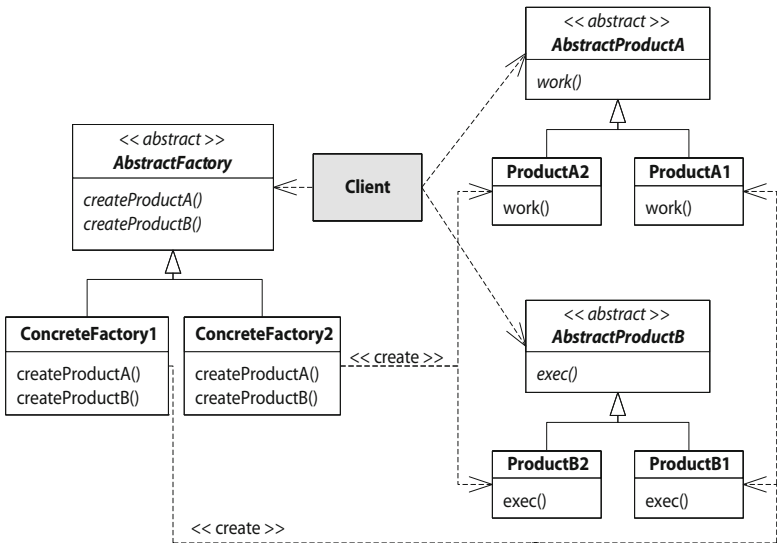 << abstract >>
AbstractProductA
work()
<< abstract >>
AbstractFactory
createProductA()
createProductB()
Client
ProductA2
work()
ProductA1
work()
<< abstract >>
AbstractProductB
exec()
ConcreteFactory1
createProductA()
createProductB()
ConcreteFactory2
createProductA()
createProductB()
<< create >>
ProductB2
exec()
ProductB1
exec()
<< create >>